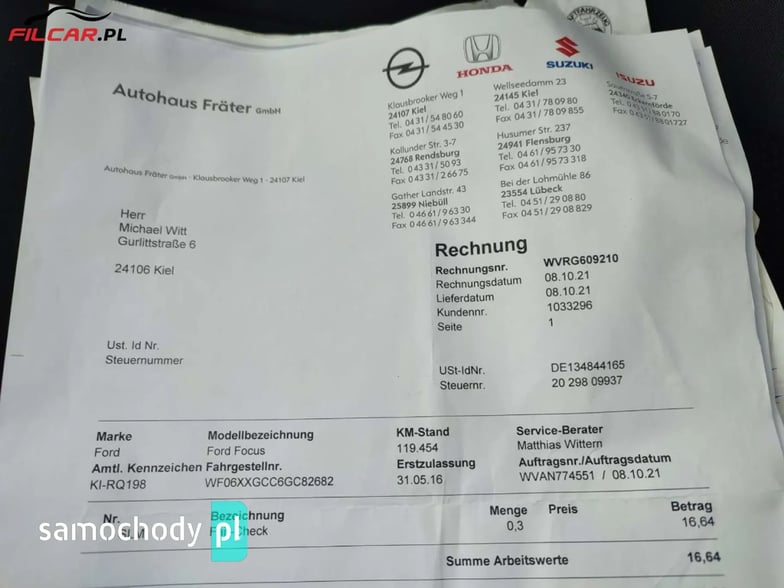 FILCAR.PL
Autohaus Fräter GmbH
HONDA
SUZUKI
ISUZU
Klausbrooker Weg 1
24107 Kiel
Tel. 04 31 / 54 80 60
Fax 04 31 / 54 45 30
Kollunder Str. 3-7
24768 Rendsburg
Tel. 0 43 31 / 50 93
Fax 0 43 31 / 2 66 75
Gather Landstr. 43
25899 Niebüll
Tel. 0 46 61 / 9 63 30
Fax 0 46 61 / 9 63 344
Wellseedamm 23
24145 Kiel
Tel. 04 31 / 78 09 80
Fax 04 31 / 78 09 855
Husumer Str. 237
24941 Flensburg
Tel. 04 61 / 95 73 30
Fax 04 61 / 95 73 318
Bei der Lohmühle 86
23554 Lübeck
Tel. 04 51 / 29 08 80
Fax 04 51 / 29 08 829
24340 Eckernförde
Autohaus Fräter GmbH · Klausbrooker Weg 1 · 24107 Kiel
Herr
Michael Witt
Gurlittstraße 6
24106 Kiel
Rechnung
Rechnungsnr. WVRG609210
Rechnungsdatum 08.10.21
Lieferdatum 08.10.21
Kundennr. 1033296
Seite 1
Ust. Id Nr.
Steuernummer
USt-IdNr. DE134844165
Steuernr. 20 298 09937
Marke Modellbezeichnung KM-Stand Service-Berater
Ford Ford Focus 119.454 Matthias Wittern
Amtl. Kennzeichen Fahrgestellnr. Erstzulassung Auftragsnr./Auftragsdatum
KI-RQ198 WF06XXGCC6GC82682 31.05.16 WVAN774551 / 08.10.21
Nr. Bezeichnung Menge Preis Betrag
Check 0,3 16,64
samochody pl
Summe Arbeitswerte 16,64